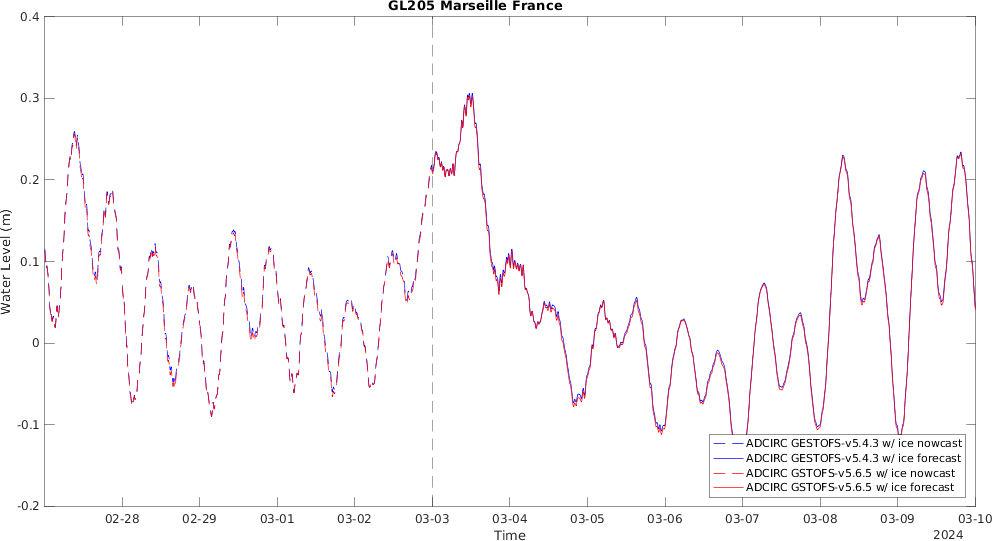 GL205 Marseille France
0.4
0.3
0.2
0.1
0
-0.1
-0.2
Water Level (m)
02-28 02-29 03-01 03-02 03-03 03-04 03-05 03-06 03-07 03-08 03-09 03-10
Time
2024
ADCIRC GESTOFS-v5.4.3 w/ ice nowcast
ADCIRC GESTOFS-v5.4.3 w/ ice forecast
ADCIRC GSTOFS-v5.6.5 w/ ice nowcast
ADCIRC GSTOFS-v5.6.5 w/ ice forecast